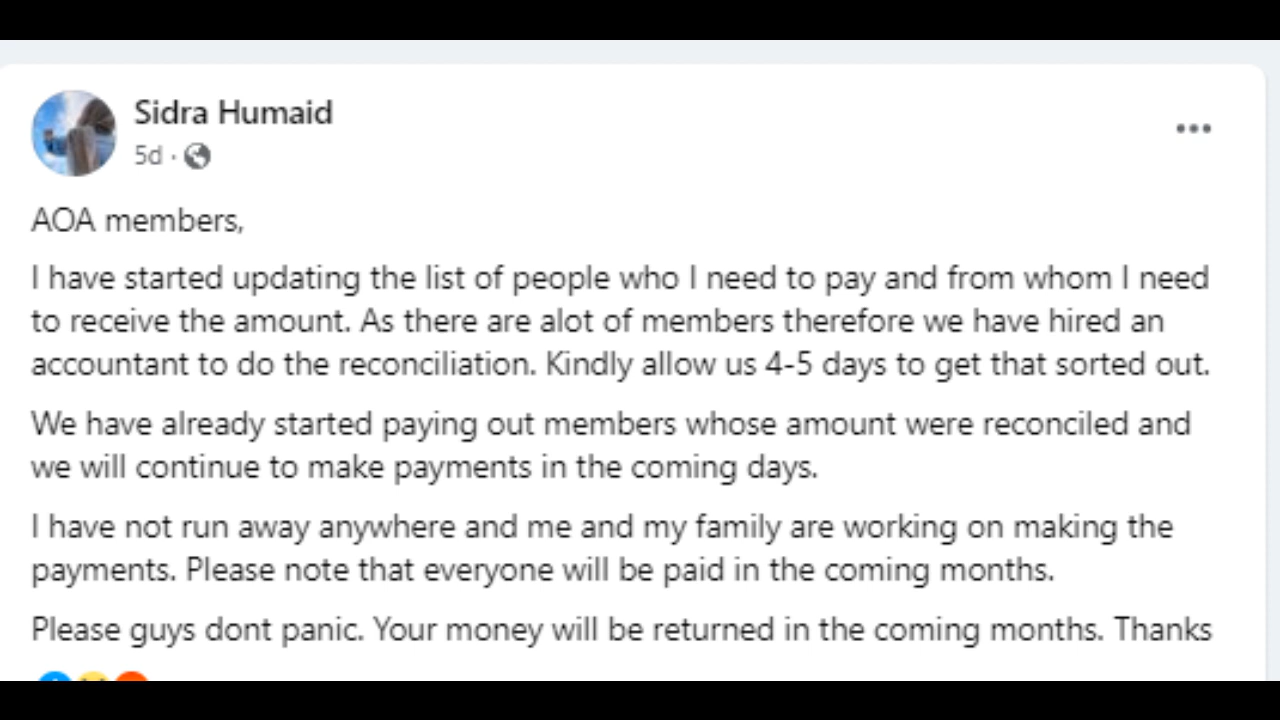 Sidra Humaid
5d ·
AOA members,
I have started updating the list of people who I need to pay and from whom I need
to receive the amount. As there are alot of members therefore we have hired an
accountant to do the reconciliation. Kindly allow us 4-5 days to get that sorted out.
We have already started paying out members whose amount were reconciled and
we will continue to make payments in the coming days.
I have not run away anywhere and me and my family are working on making the
payments. Please note that everyone will be paid in the coming months.
Please guys dont panic. Your money will be returned in the coming months. Thanks